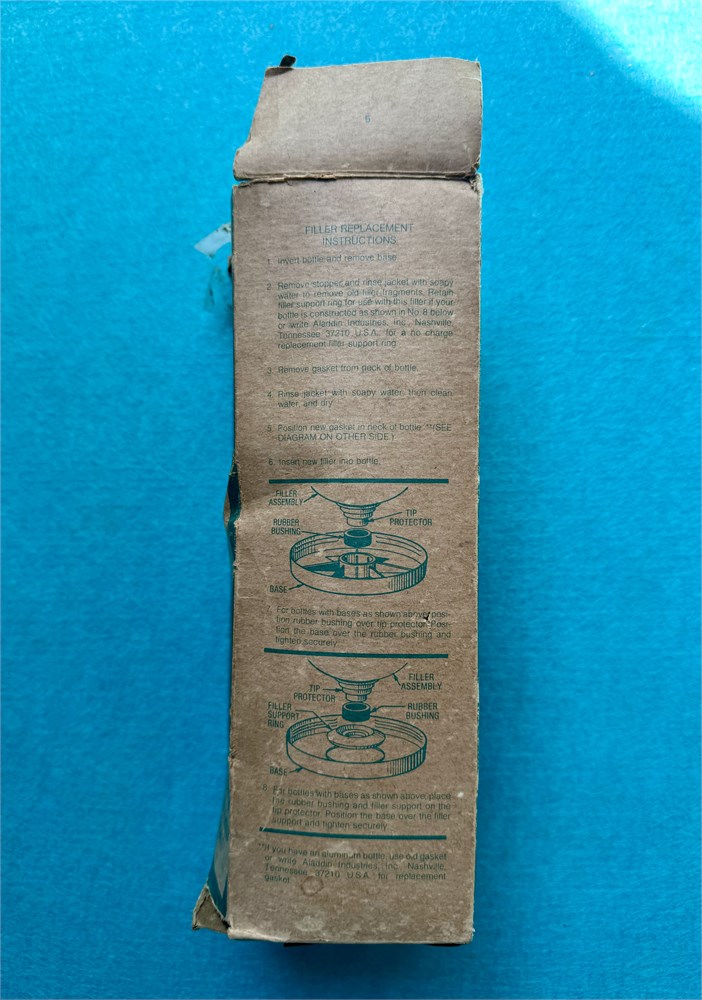 6
FILLER REPLACEMENT
INSTRUCTIONS
1. Invert bottle and remove base.
2. Remove stopper and rinse jacket with soapy
water to remove old filler fragments. Retain
filler support ring for use with this filler if your
bottle is constructed as shown in No. 8 below
or write Aladdin Industries, Inc., Nashville,
Tennessee 37210 U.S.A. for a no charge
replacement filler support ring.
3. Remove gasket from neck of bottle.
4. Rinse jacket with soapy water, then clean
water, and dry.
5. Position new gasket in neck of bottle. **(SEE
DIAGRAM ON OTHER SIDE.)
6. Insert new filler into bottle.
FILLER
ASSEMBLY
TIP
PROTECTOR
RUBBER
BUSHING
BASE
7. For bottles with bases as shown above, posi-
tion rubber bushing over tip protector. Posi-
tion the base over the rubber bushing and
tighten securely.
FILLER
ASSEMBLY
TIP
PROTECTOR
FILLER
SUPPORT
RING
RUBBER
BUSHING
BASE
8. For bottles with bases as shown above, place
the rubber bushing and filler support on the
tip protector. Position the base over the filler
support and tighten securely.
**If you have an aluminum bottle, use old gasket
or write Aladdin Industries, Inc., Nashville,
Tennessee 37210 U.S.A. for replacement
gasket.